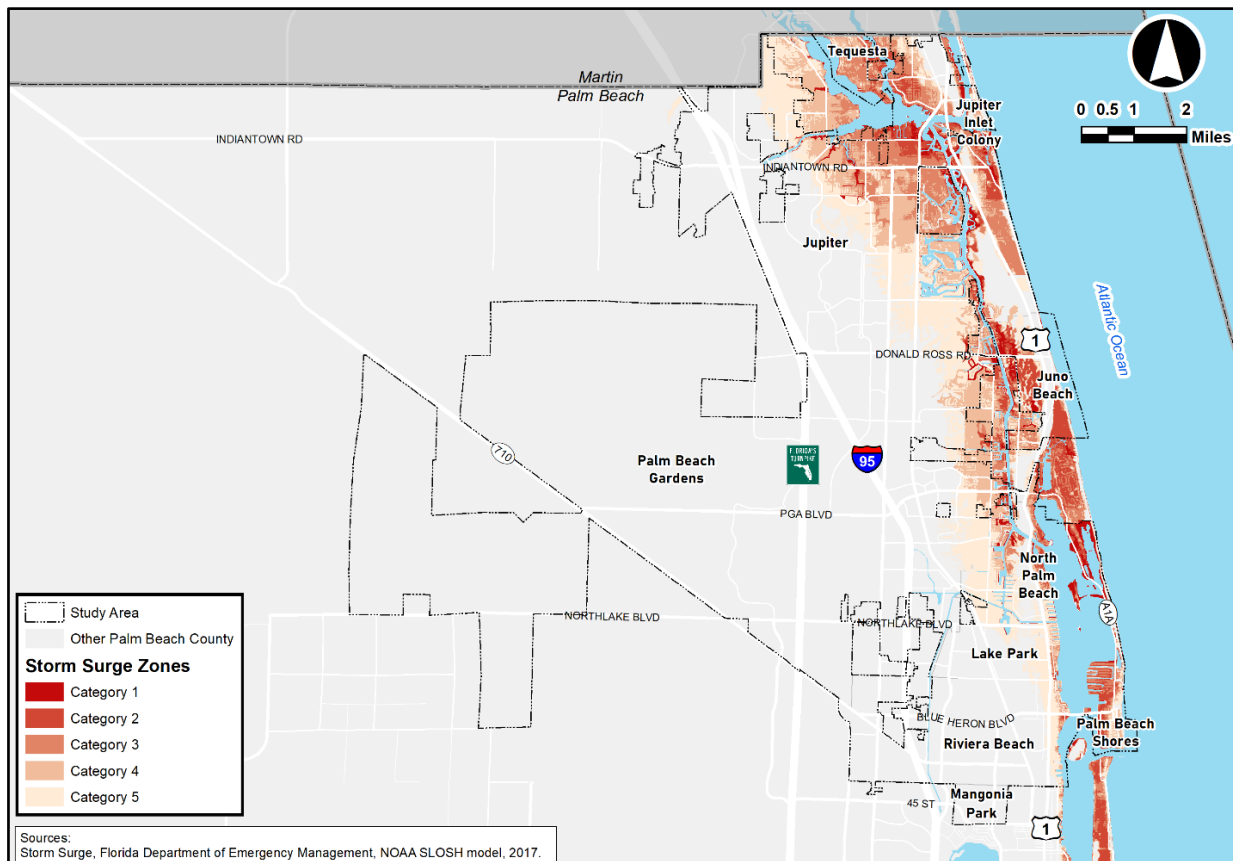 Tequesta
Martin
Palm Beach
Jupiter
Inlet
Colony
0 0.5 1 2
Miles
INDIANTOWN RD
INDIANTOWN RD
Jupiter
Atlantic Ocean
1
DONALD ROSS RD
Juno
Beach
710
Palm Beach
Gardens
FLORIDA'S
TURNPIKE
95
PGA BLVD
North
Palm
Beach
A1A
NORTHLAKE BLVD
NORTHLAKE BLVD
Lake Park
BLUE HERON BLVD
Palm Beach
Shores
Riviera Beach
Mangonia
Park
45 ST
1
Study Area
Other Palm Beach County
Storm Surge Zones
Category 1
Category 2
Category 3
Category 4
Category 5
Sources:
Storm Surge, Florida Department of Emergency Management, NOAA SLOSH model, 2017.